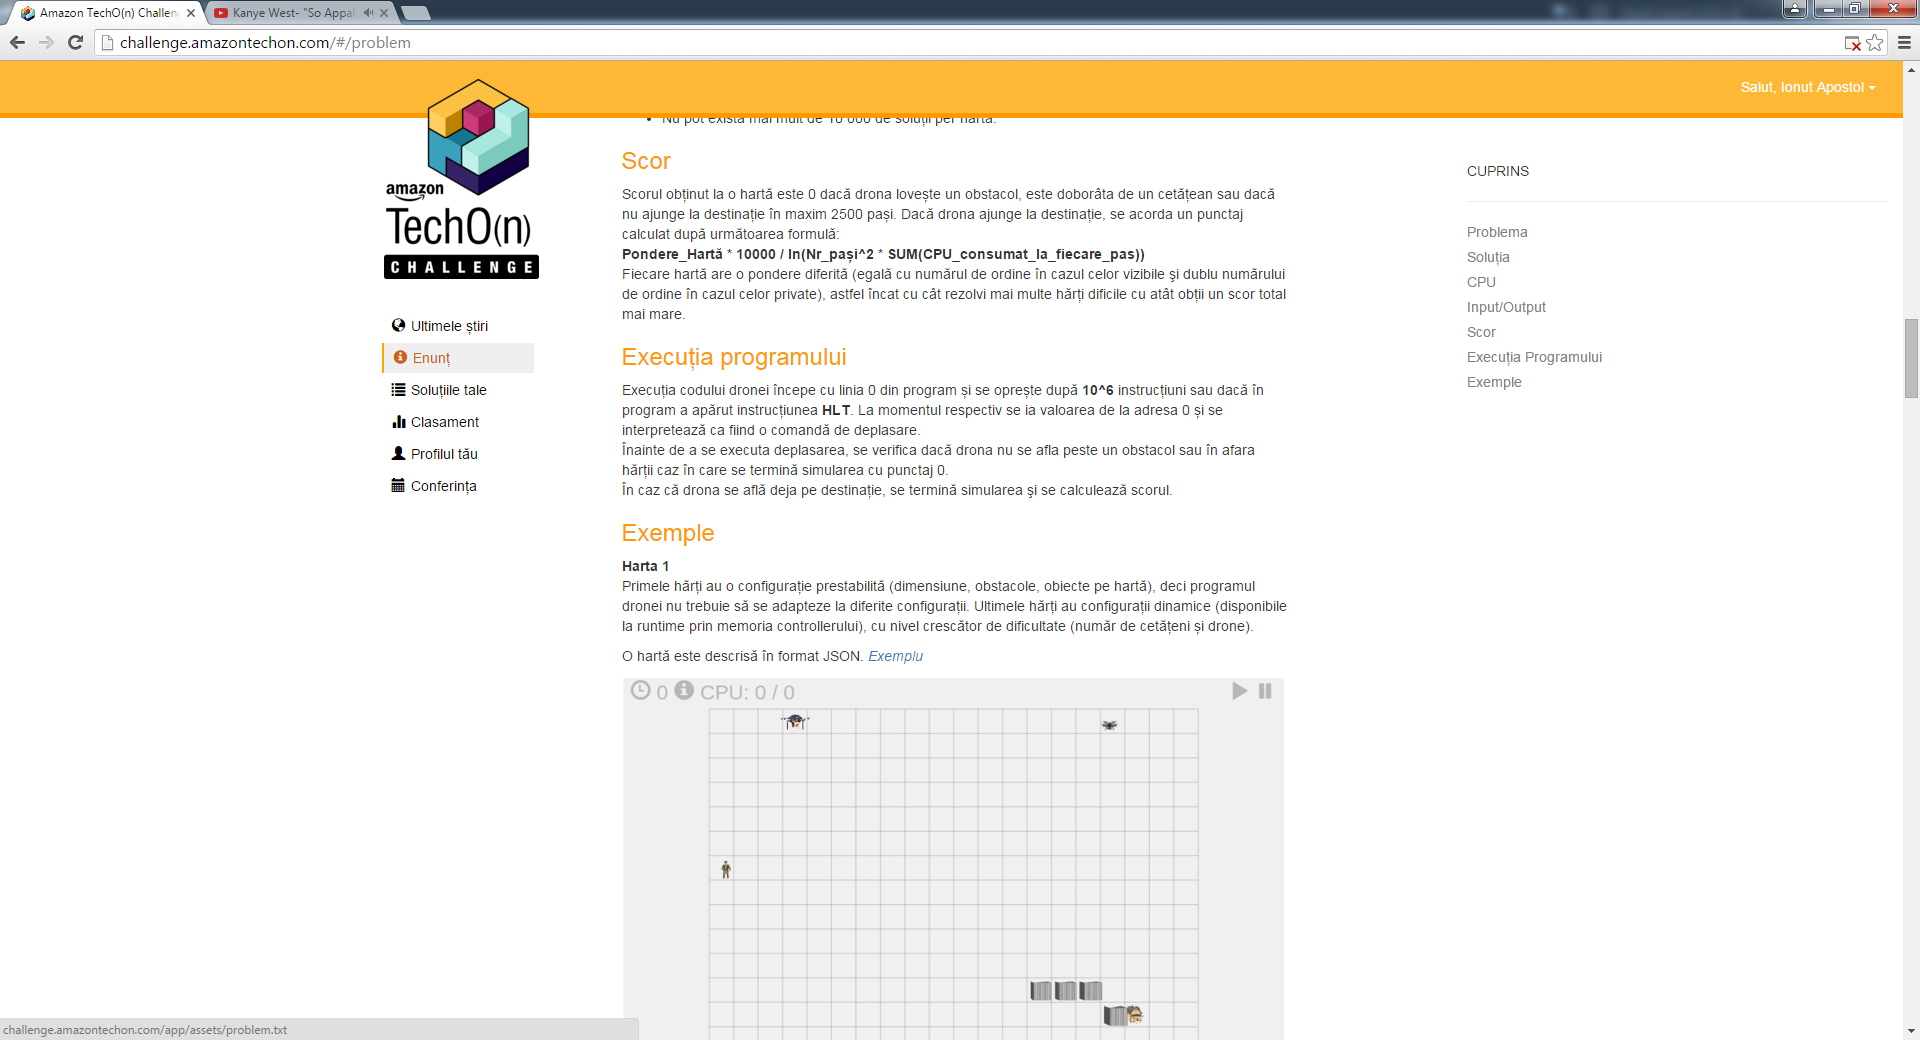 Amazon TechO(n) Challen
Kanye West- "So Appal
challenge.amazontechon.com/#/problem
Salut, Ionut Apostol
amazon
TechO(n)
CHALLENGE
Ultimele știri
Enunț
Soluțiile tale
Clasament
Profilul tău
Conferința
Nu pot exista mai mult de 10 000 de soluții per hartă.
Scor
Scorul obținut la o hartă este 0 dacă drona lovește un obstacol, este doborâta de un cetățean sau dacă
nu ajunge la destinație în maxim 2500 pași. Dacă drona ajunge la destinație, se acorda un punctaj
calculat după următoarea formulă:
Pondere_Hartă * 10000 / ln(Nr_pași^2 * SUM(CPU_consumat_la_fiecare_pas))
Fiecare hartă are o pondere diferită (egală cu numărul de ordine în cazul celor vizibile şi dublu numărului
de ordine în cazul celor private), astfel încat cu cât rezolvi mai multe hărți dificile cu atât obții un scor total
mai mare.
Execuția programului
Execuția codului dronei începe cu linia 0 din program și se oprește după 10^6 instrucțiuni sau dacă în
program a apărut instrucțiunea HLT. La momentul respectiv se ia valoarea de la adresa 0 și se
interpretează ca fiind o comandă de deplasare.
Înainte de a se executa deplasarea, se verifica dacă drona nu se afla peste un obstacol sau în afara
hărții caz în care se termină simularea cu punctaj 0.
În caz că drona se află deja pe destinație, se termină simularea şi se calculează scorul.
Exemple
Harta 1
Primele hărți au o configurație prestabilită (dimensiune, obstacole, obiecte pe hartă), deci programul
dronei nu trebuie să se adapteze la diferite configurații. Ultimele hărți au configurații dinamice (disponibile
la runtime prin memoria controllerului), cu nivel crescător de dificultate (număr de cetățeni și drone).
O hartă este descrisă în format JSON. Exemplu
0 CPU: 0 / 0
CUPRINS
Problema
Soluția
CPU
Input/Output
Scor
Execuția Programului
Exemple
challenge.amazontechon.com/app/assets/problem.txt